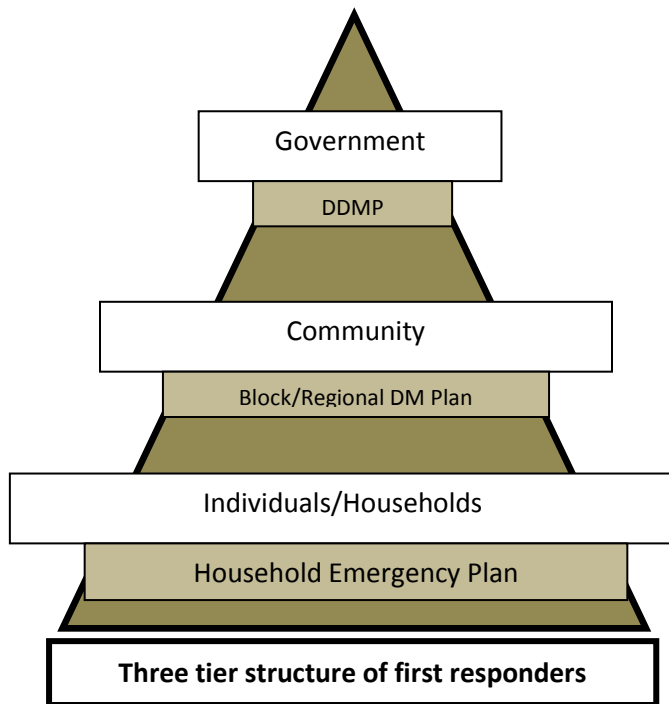 Government
DDMP
Community
Block/Regional DM Plan
Individuals/Households
Household Emergency Plan
Three tier structure of first responders